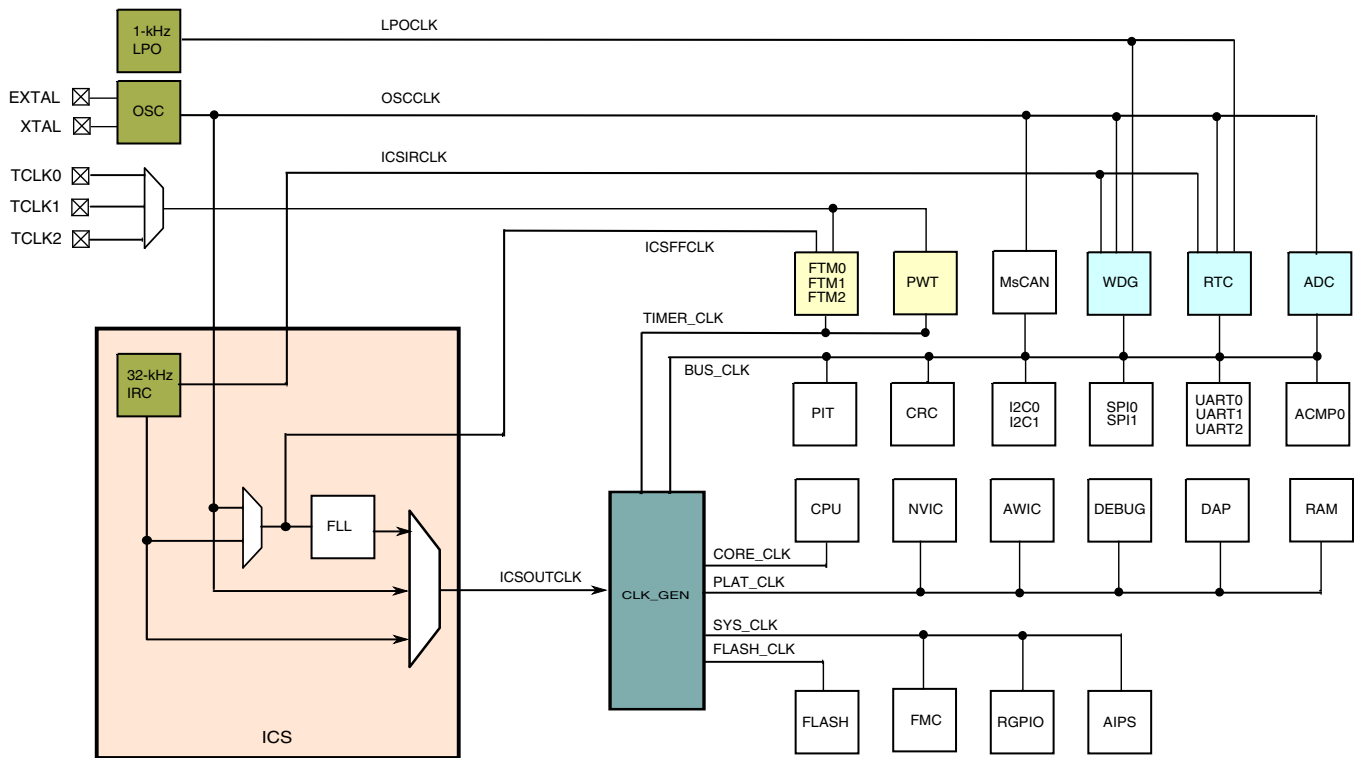 1-kHz
LPO
LPOCLK
EXTAL
XTAL
OSC
OSCCLK
TCLK0
TCLK1
TCLK2
ICSIRCLK
ICSFFCLK
FTM0
FTM1
FTM2
PWT
MsCAN
WDG
RTC
ADC
TIMER_CLK
BUS_CLK
32-kHz
IRC
PIT
CRC
I2C0
I2C1
SPI0
SPI1
UART0
UART1
UART2
ACMP0
FLL
CPU
NVIC
AWIC
DEBUG
DAP
RAM
CORE_CLK
ICSOUTCLK
CLK_GEN
PLAT_CLK
SYS_CLK
FLASH_CLK
FLASH
FMC
RGPIO
AIPS
ICS